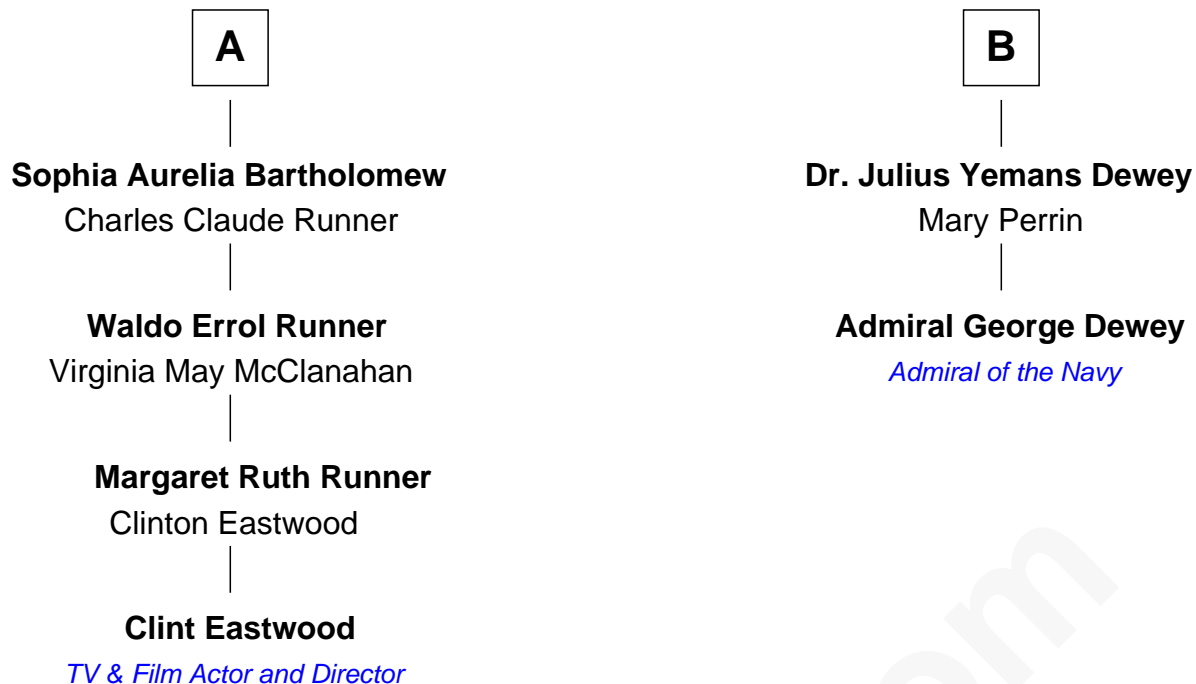 A
Sophia Aurelia Bartholomew
Charles Claude Runner
Waldo Errol Runner
Virginia May McClanahan
Margaret Ruth Runner
Clinton Eastwood
Clint Eastwood
TV & Film Actor and Director
B
Dr. Julius Yemans Dewey
Mary Perrin
Admiral George Dewey
Admiral of the Navy
om